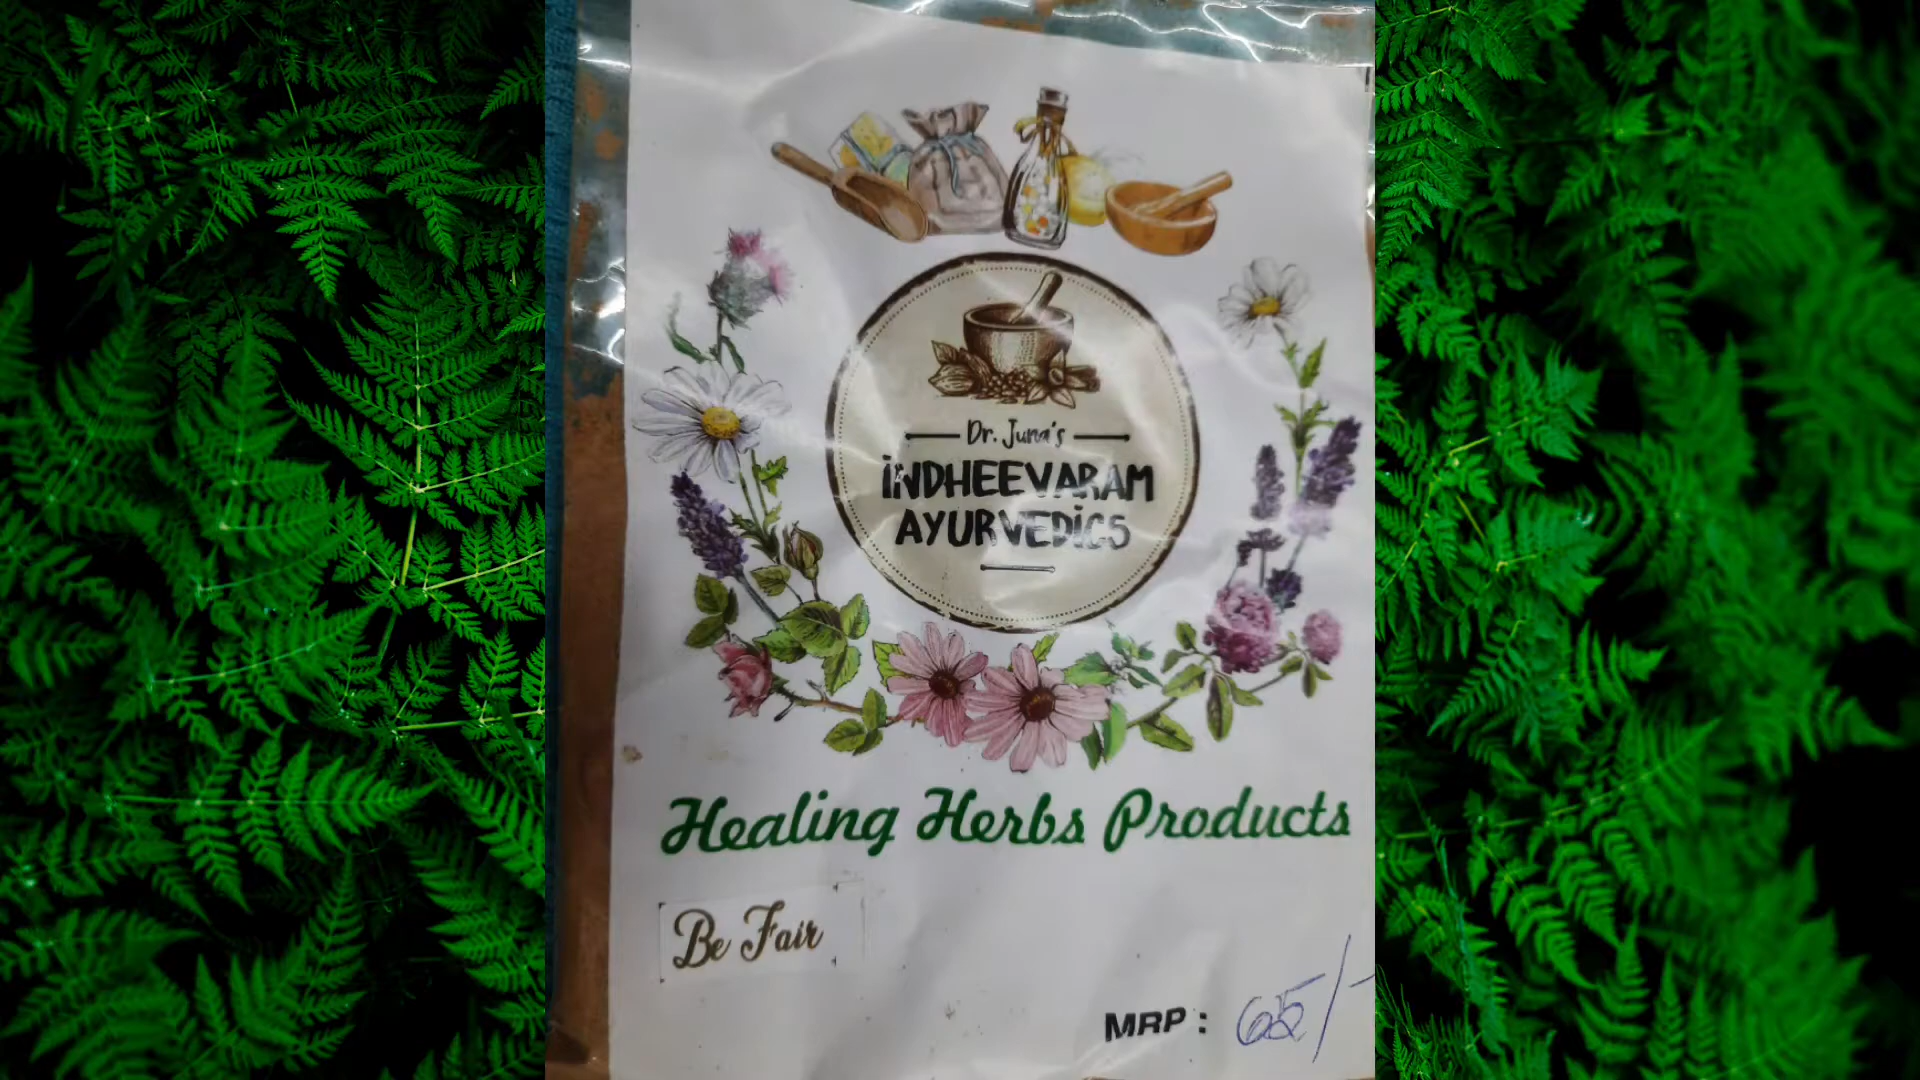 Dr. Juna's
INDHEEVARAM
AYURVEDICS
Healing Herbs Products
Be Fair
MRP : 65/-